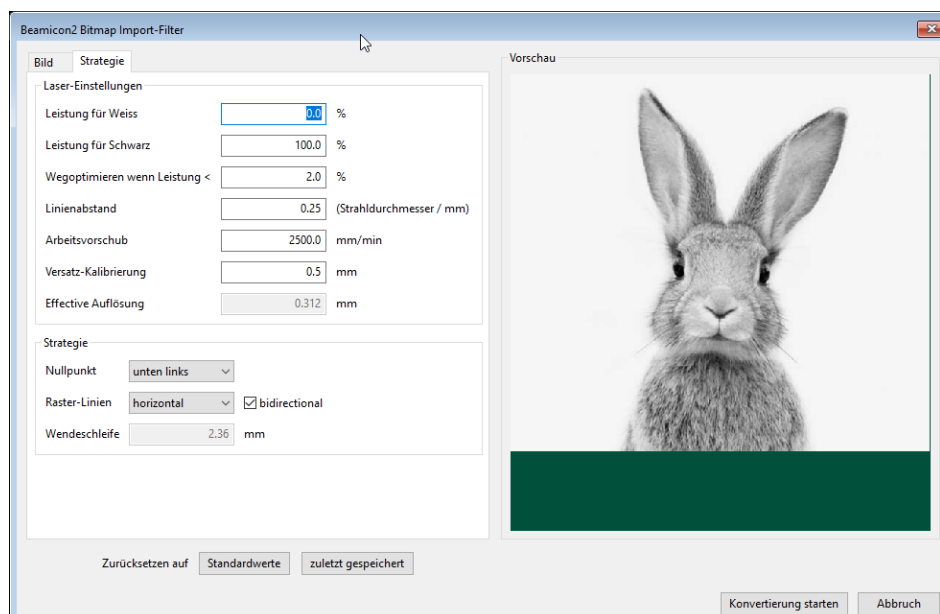 Beamicon2 Bitmap Import-Filter
Bild Strategie
Laser-Einstellungen
Leistung für Weiss 0.0 %
Leistung für Schwarz 100.0 %
Wegoptimieren wenn Leistung < 2.0 %
Linienabstand 0.25 (Strahldurchmesser / mm)
Arbeitsvorschub 2500.0 mm/min
Versatz-Kalibrierung 0.5 mm
Effective Auflösung 0.312 mm
Strategie
Nullpunkt unten links
Raster-Linien horizontal bidirectional
Wendeschleife 2.36 mm
Zurücksetzen auf Standardwerte zuletzt gespeichert
Vorschau
Konvertierung starten Abbruch